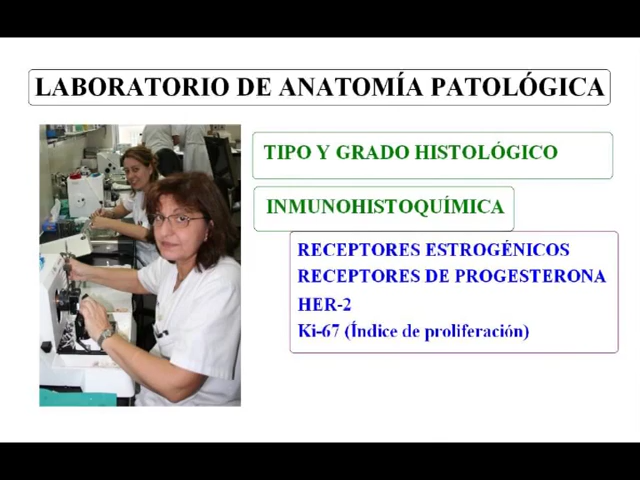 LABORATORIO DE ANATOMÍA PATOLÓGICA
TIPO Y GRADO HISTOLÓGICO
INMUNOHISTOQUÍMICA
RECEPTORES ESTROGÉNICOS
RECEPTORES DE PROGESTERONA
HER-2
Ki-67 (Índice de proliferación)